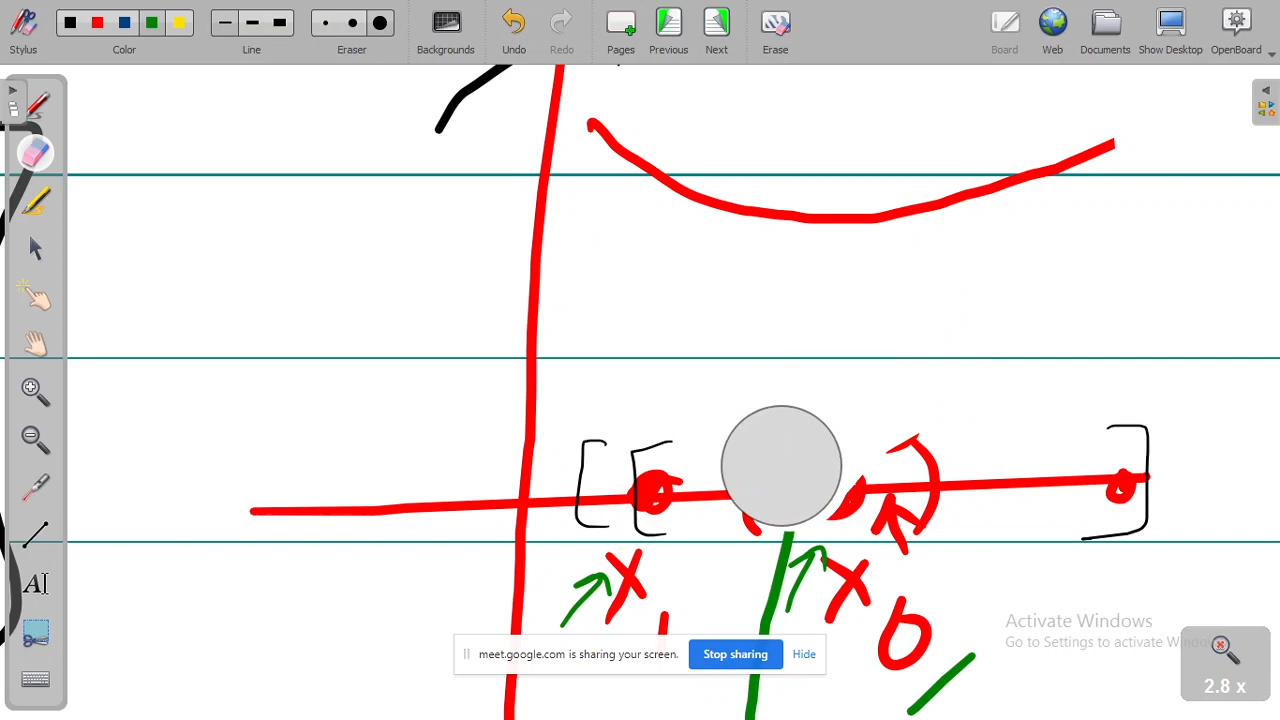 Stylus
Color
Line
Eraser
Backgrounds
Undo
Redo
Pages
Previous
Next
Erase
Board
Web
Documents
Show Desktop
OpenBoard
A
[ [ ( ) ]
x x
0
Activate Windows
Go to Settings to activate
meet.google.com is sharing your screen.
Stop sharing
Hide
2.8 x